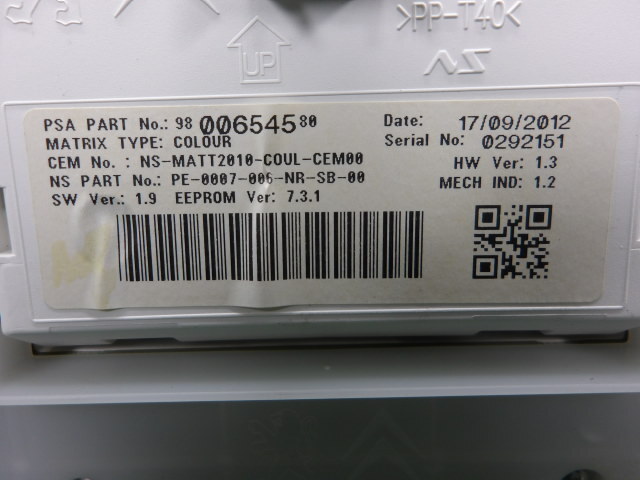 >PP-T40<
UP
PSA PART No.: 98 006545 80
Date: 17/09/2012
MATRIX TYPE: COLOUR
Serial No: 0292151
CEM No.: NS-MATT2010-COUL-CEM00
HW Ver: 1.3
NS PART No.: PE-0007-006-NR-SB-00
MECH IND: 1.2
SW Ver.: 1.9 EEPROM Ver: 7.3.1